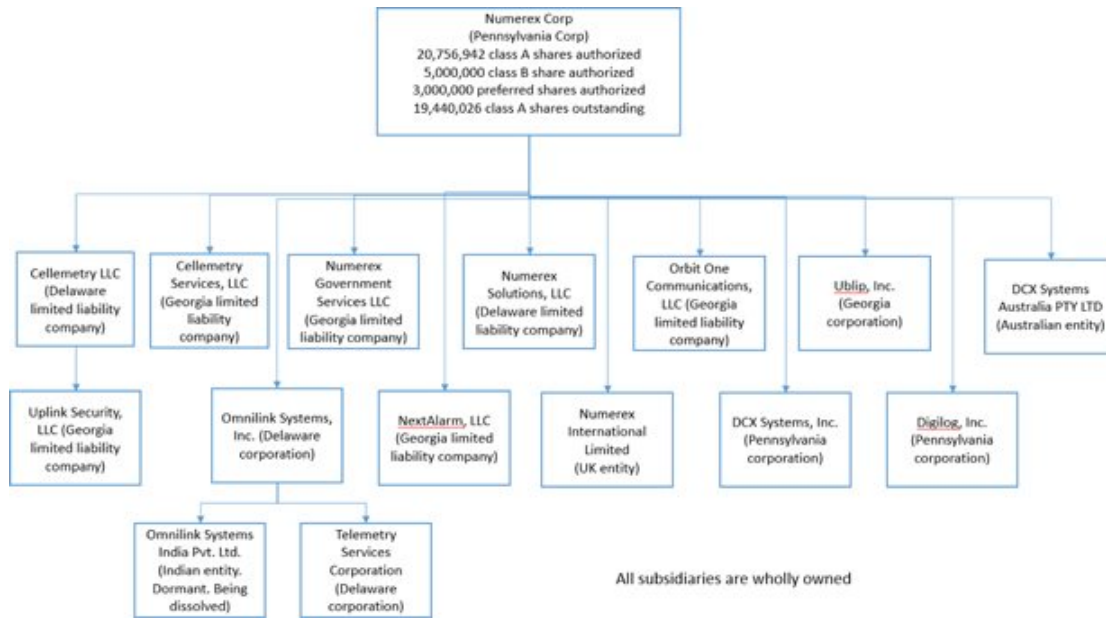 Numerex Corp
(Pennsylvania Corp)
20,756,942 class A shares authorized
5,000,000 class B share authorized
3,000,000 preferred shares authorized
19,440,026 class A shares outstanding
Cellemetry LLC
(Delaware
limited liability
company)
Cellemetry
Services, LLC
(Georgia limited
liability
company)
Numerex
Government
Services LLC
(Georgia limited
liability company)
Numerex
Solutions, LLC
(Delaware limited
liability company)
Orbit One
Communications,
LLC (Georgia
limited liability
company)
Ublip, Inc.
(Georgia
corporation)
DCX Systems
Australia PTY LTD
(Australian entity)
Uplink Security,
LLC (Georgia
limited liability
company)
Omnilink Systems,
Inc. (Delaware
corporation)
NextAlarm, LLC
(Georgia limited
liability company)
Numerex
International
Limited
(UK entity)
DCX Systems, Inc.
(Pennsylvania
corporation)
Digilog, Inc.
(Pennsylvania
corporation)
Omnilink Systems
India Pvt. Ltd.
(Indian entity.
Dormant. Being
dissolved)
Telemetry
Services
Corporation
(Delaware
corporation)
All subsidiaries are wholly owned